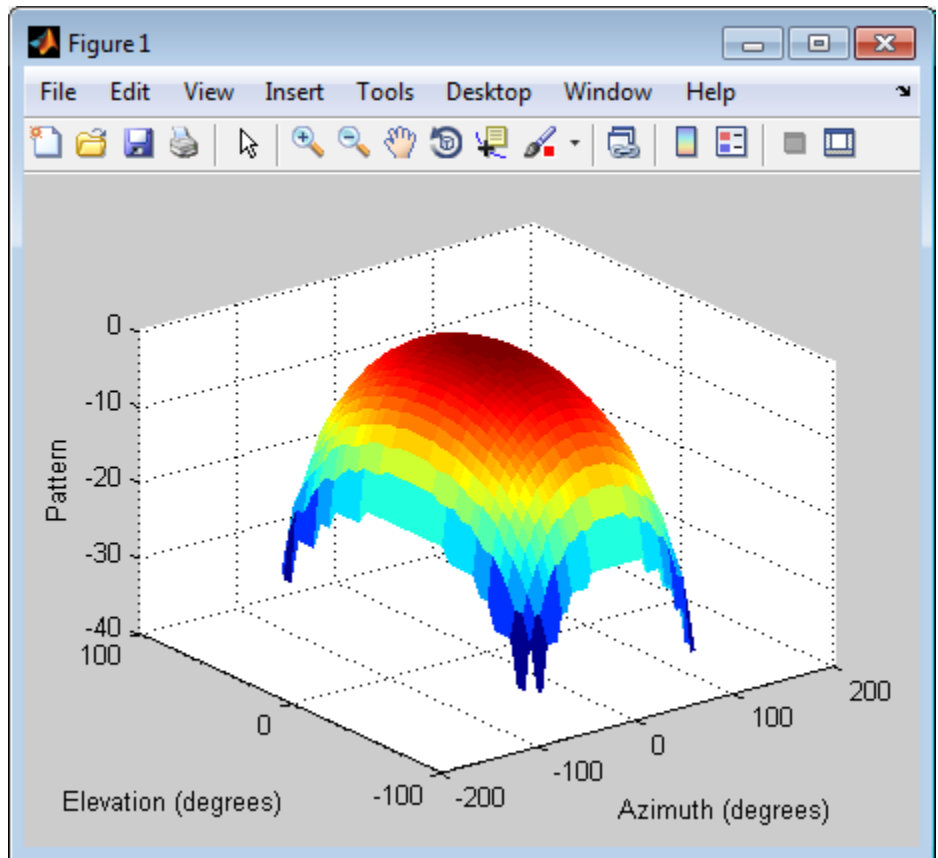 Figure 1
File Edit View Insert Tools Desktop Window Help
0
-10
-20
-30
-40
Pattern
100
0
-100
Elevation (degrees)
-200
-100
0
100
200
Azimuth (degrees)